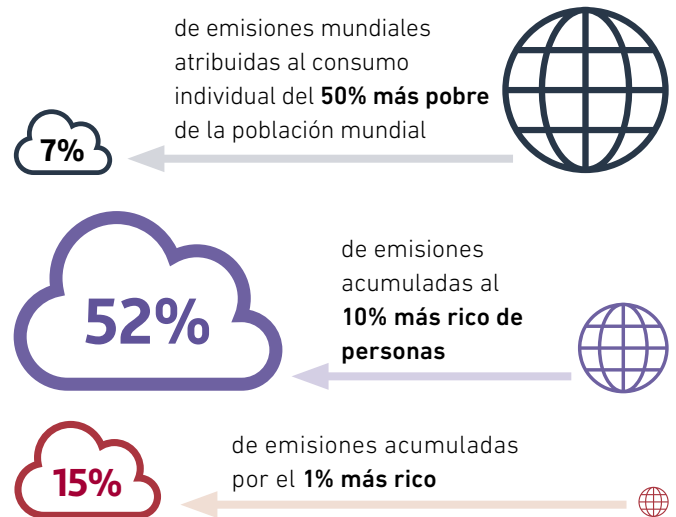 de emisiones mundiales
atribuidas al consumo
individual del 50% más pobre
de la población mundial
7%
52%
de emisiones
acumuladas al
10% más rico de
personas
15%
de emisiones acumuladas
por el 1% más rico